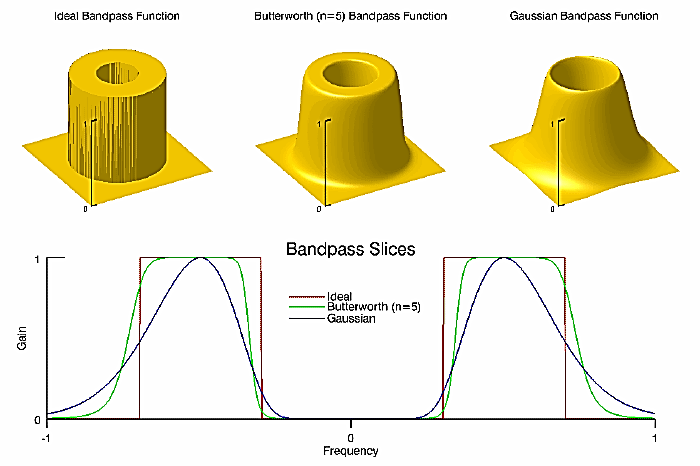 Ideal Bandpass Function
Butterworth (n=5) Bandpass Function
Gaussian Bandpass Function
1
0
1
0
1
0
Bandpass Slices
1
Ideal
Butterworth (n=5)
Gaussian
Gain
0
-1
0
1
Frequency